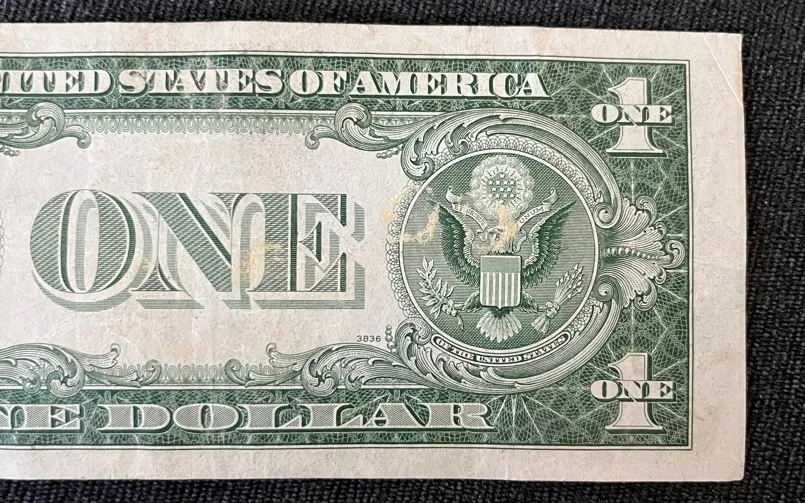 ITED STATES OF AMERICA
1
ONE
ONE
3836
OF THE UNITED STATES
1
ONE
NE DOLLAR